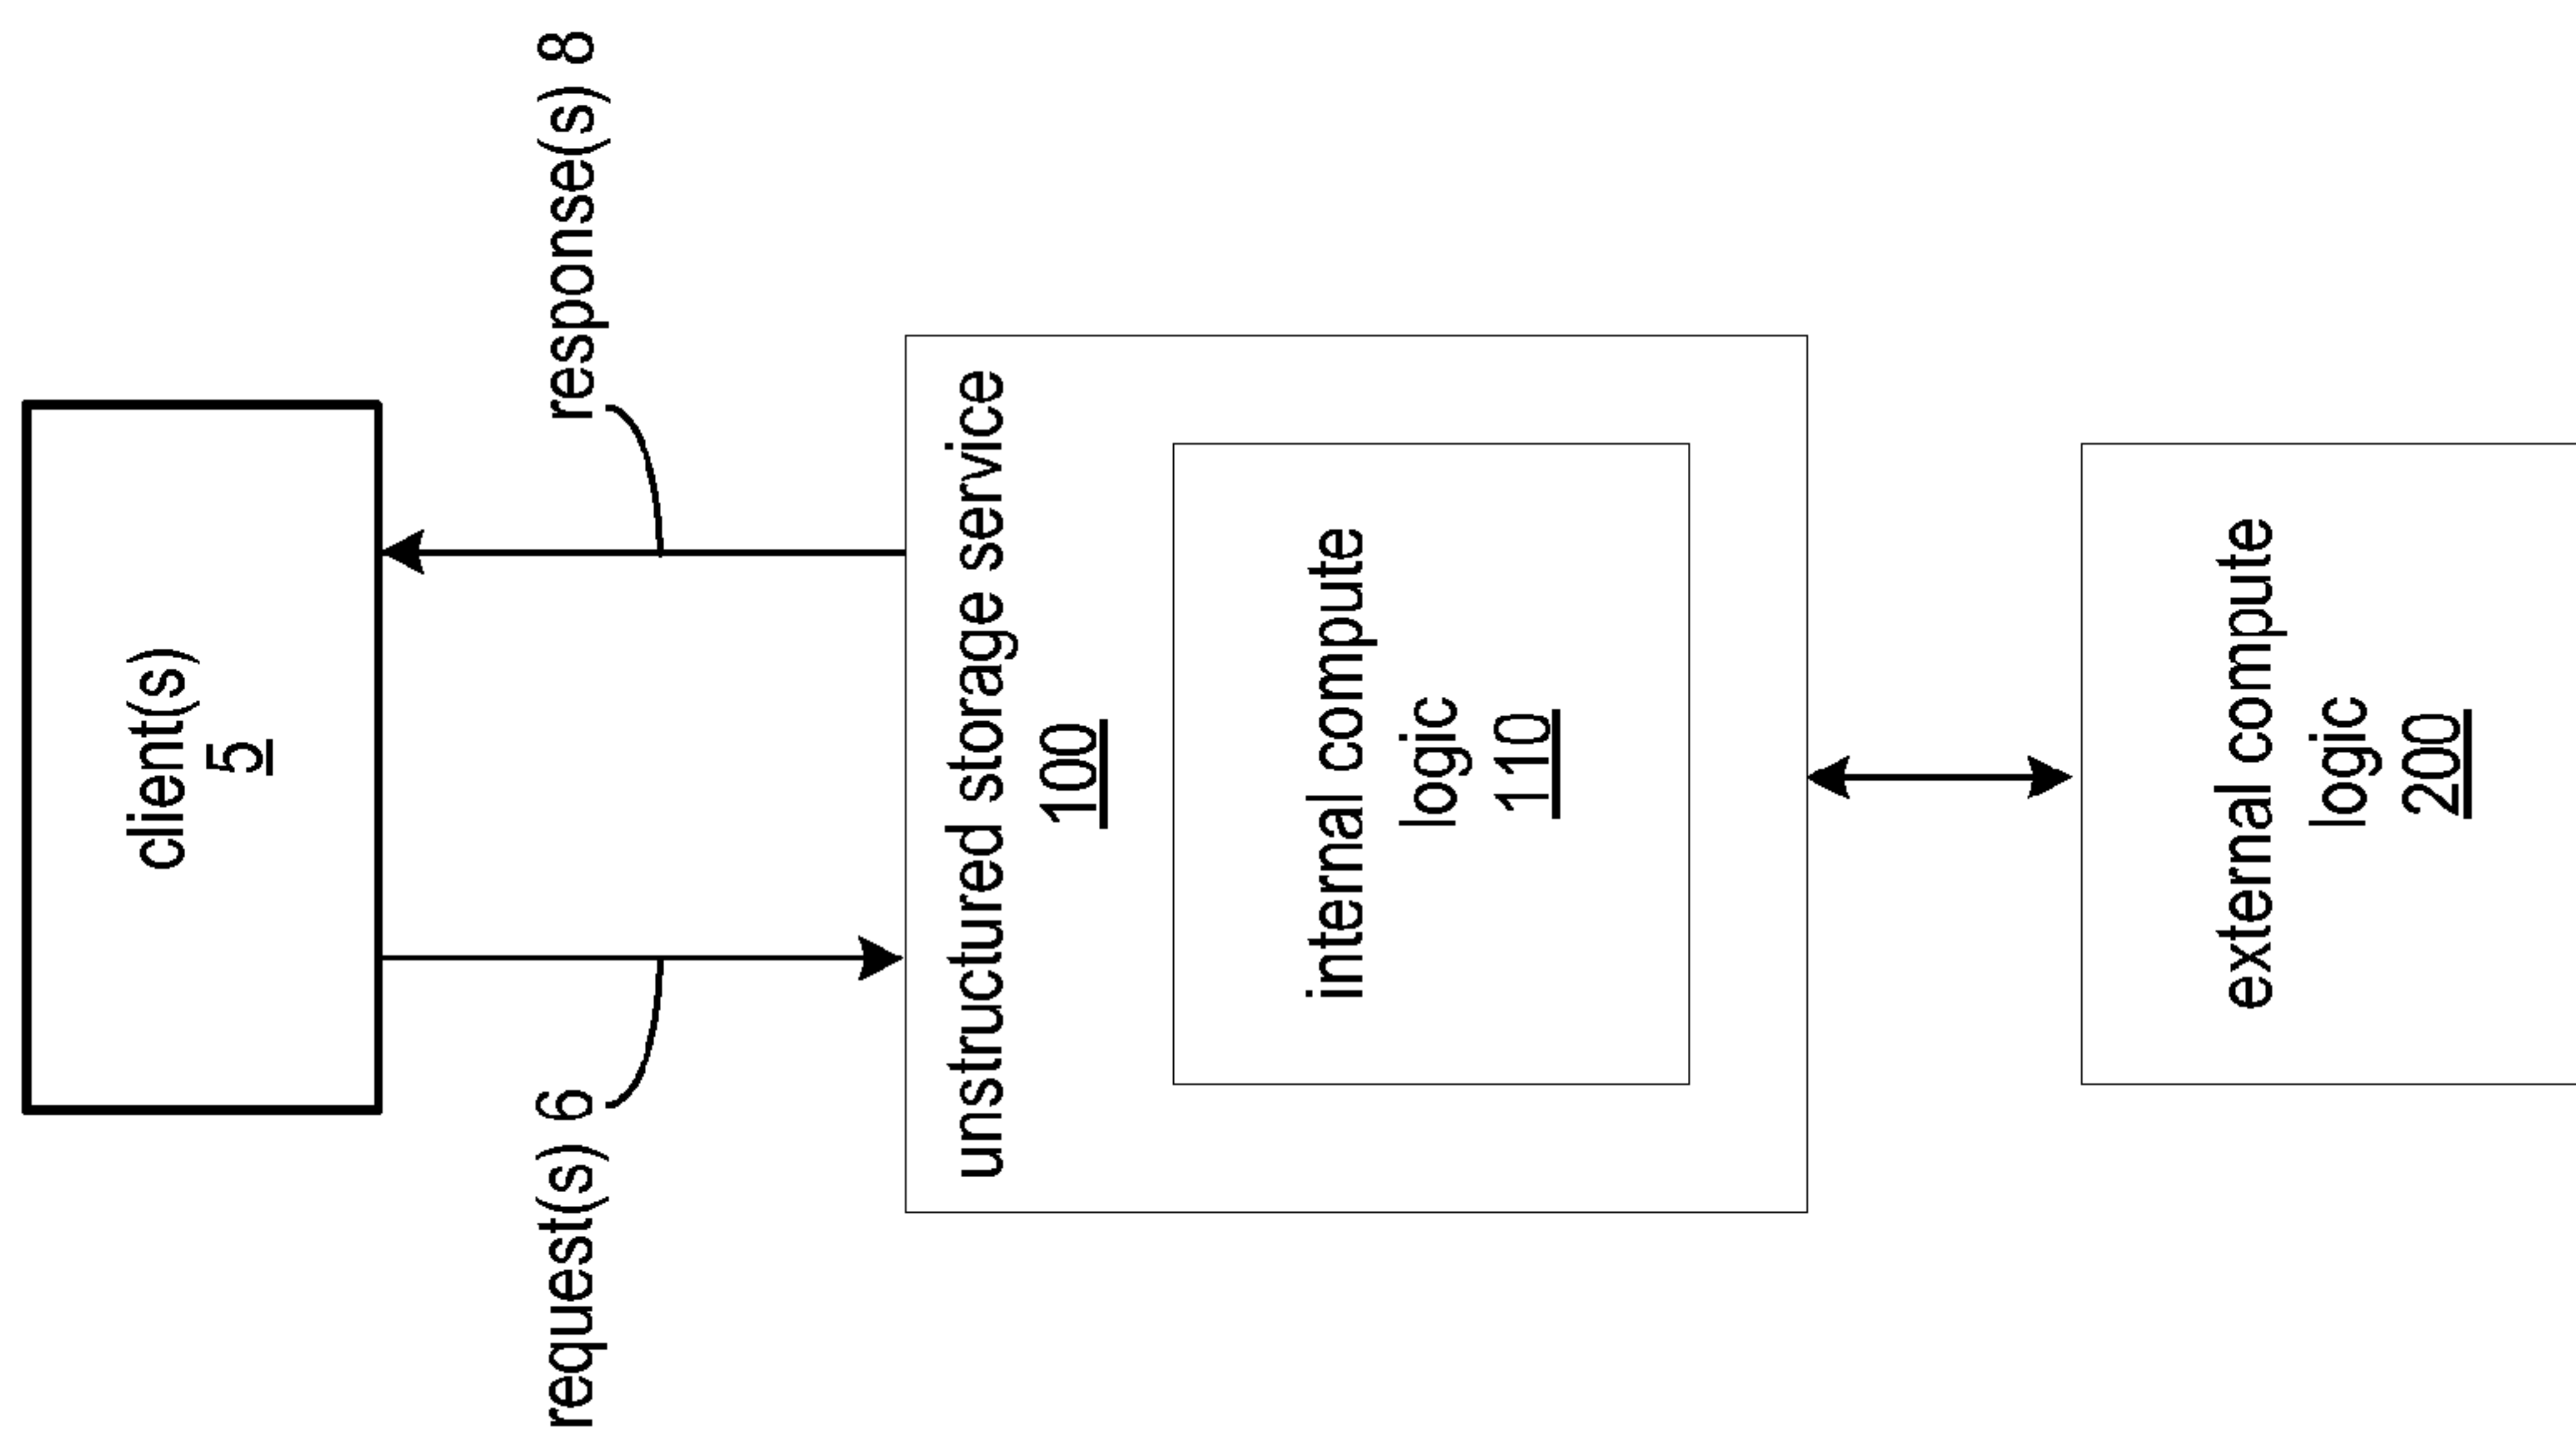 client(s)
5
request(s) 6
response(s) 8
unstructured storage service
100
internal compute
logic
110
external compute
logic
200